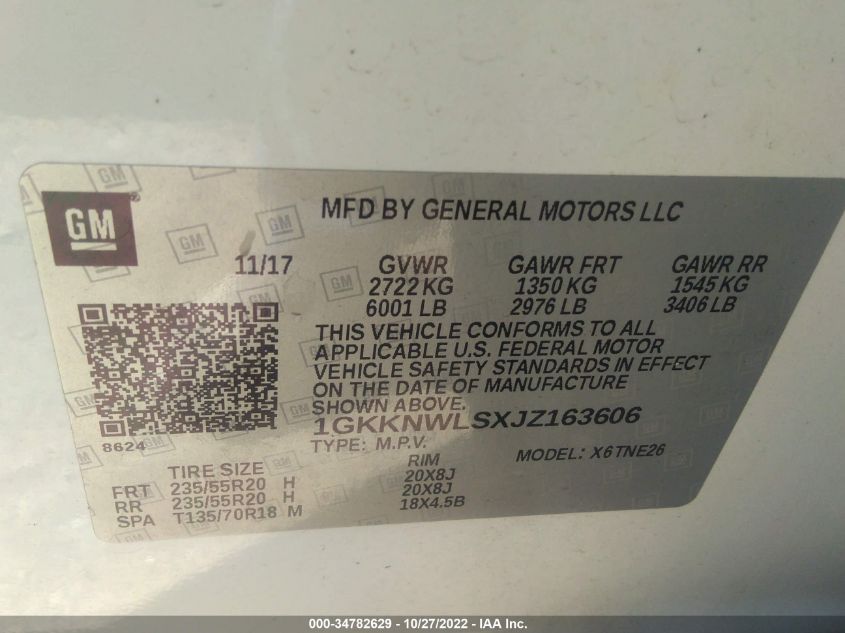 GM
MFD BY GENERAL MOTORS LLC
11/17 GVWR GAWR FRT GAWR RR
2722 KG 1350 KG 1545 KG
6001 LB 2976 LB 3406 LB
THIS VEHICLE CONFORMS TO ALL
APPLICABLE U.S. FEDERAL MOTOR
VEHICLE SAFETY STANDARDS IN EFFECT
ON THE DATE OF MANUFACTURE
SHOWN ABOVE.
1GKKNWLSXJZ163606
8624
TYPE: M.P.V. MODEL: X6TNE26
TIRE SIZE RIM
FRT 235/55R20 H 20X8J
RR 235/55R20 H 20X8J
SPA T135/70R18 M 18X4.5B
000-34782629 - 10/27/2022 - IAA Inc.